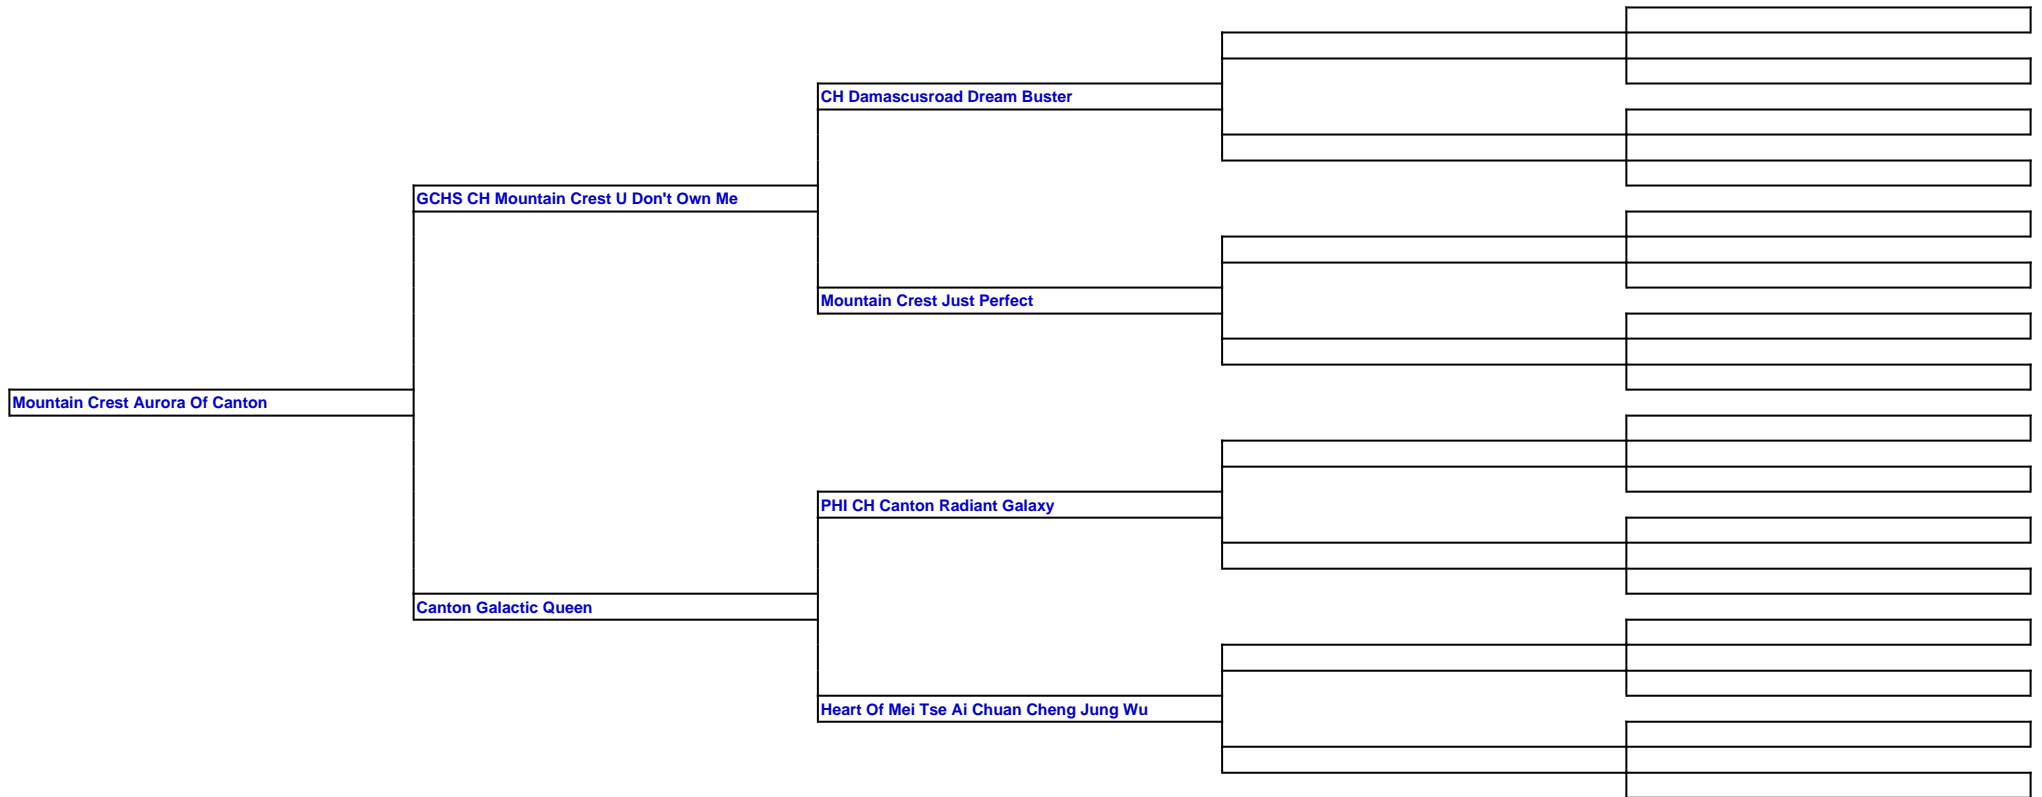 CH Damascusroad Dream Buster
GCHS CH Mountain Crest U Don't Own Me
Mountain Crest Just Perfect
Mountain Crest Aurora Of Canton
PHI CH Canton Radiant Galaxy
Canton Galactic Queen
Heart Of Mei Tse Ai Chuan Cheng Jung Wu